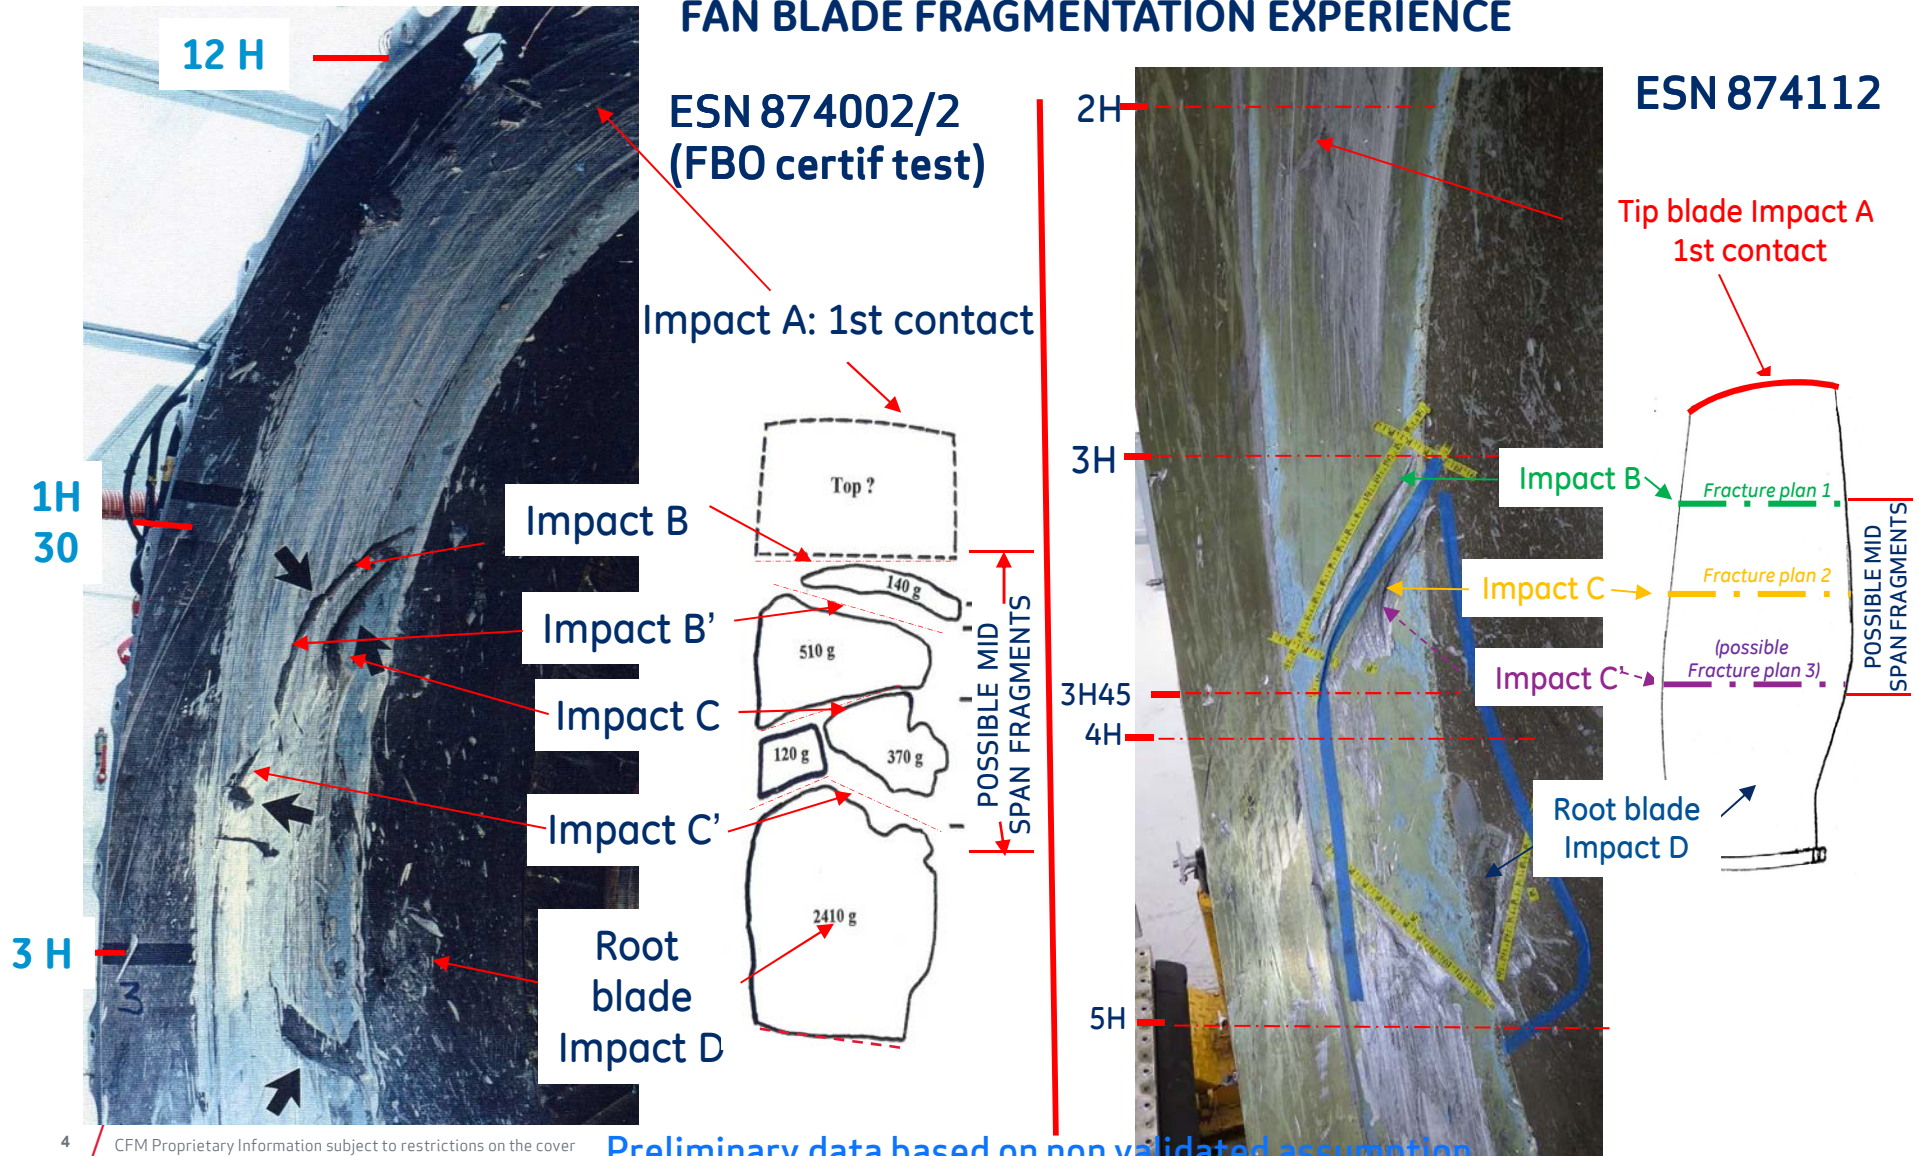 FAN BLADE FRAGMENTATION EXPERIENCE
12 H
ESN 874002/2
(FBO certif test)
Impact A: 1st contact
Top ?
1H
30
Impact B
140 g
Impact B’
510 g
Impact C
120 g
370 g
Impact C’
POSSIBLE MID
SPAN FRAGMENTS
2410 g
3 H
3
Root
blade
Impact D
ESN 874112
2H
Tip blade Impact A
1st contact
3H
Impact B
Fracture plan 1
Impact C
Fracture plan 2
Impact C’
(possible
Fracture plan 3)
POSSIBLE MID
SPAN FRAGMENTS
3H45
4H
Root blade
Impact D
5H
4
CFM Proprietary Information subject to restrictions on the cover
Preliminary data based on non validated assumption